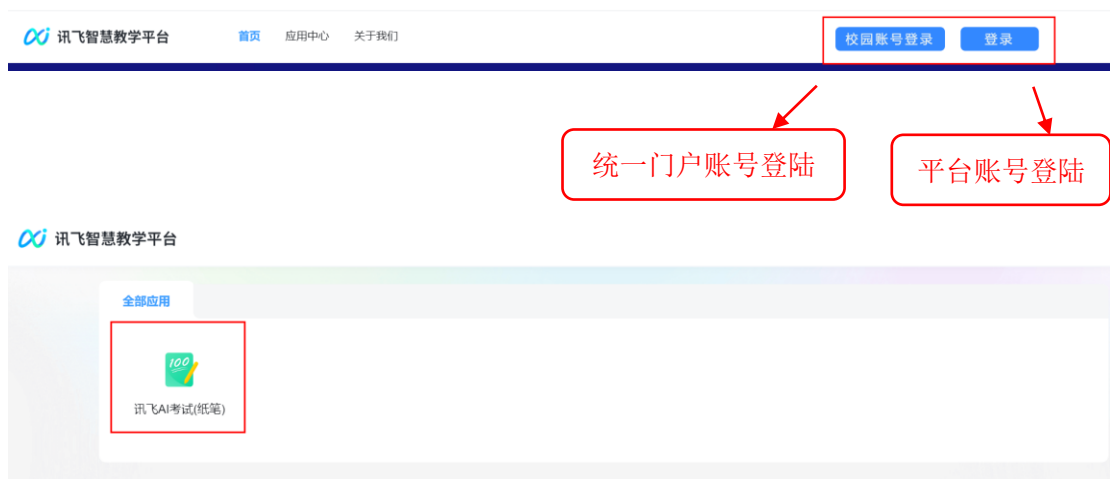 讯飞智慧教学平台 首页 应用中心 关于我们 校园账号登录 登录
统一门户账号登陆 平台账号登陆
讯飞智慧教学平台
全部应用
100
讯飞AI考试(纸笔)